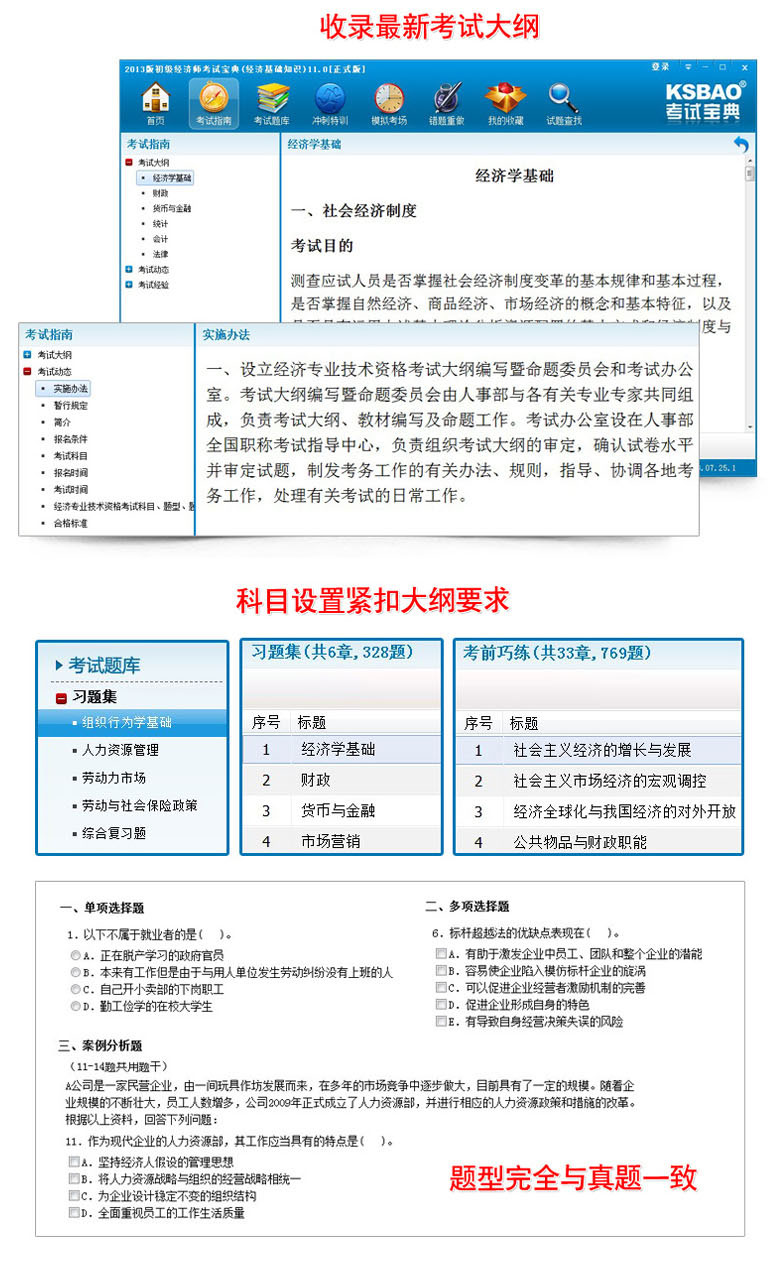 收录最新考试大纲
2013版初级经济师考试宝典(经济基础知识)11.0[正式版]
登录
首页
考试指南
考试题库
冲刺特训
模拟考场
错题重做
我的收藏
试题查找
KSBAO®
考试宝典
考试指南
考试大纲
经济学基础
财政
货币与金融
统计
会计
法律
考试动态
考试经验
经济学基础
经济学基础
一、社会经济制度
考试目的
测查应试人员是否掌握社会经济制度变革的基本规律和基本过程，
是否掌握自然经济、商品经济、市场经济的概念和基本特征，以及
度与
.07.25.1
考试指南
考试大纲
考试动态
实施办法
暂行规定
简介
报名条件
考试科目
报名时间
考试时间
经济专业技术资格考试科目、题型、题
合格标准
实施办法
一、设立经济专业技术资格考试大纲编写暨命题委员会和考试办公
室。考试大纲编写暨命题委员会由人事部与各有关专业专家共同组
成，负责考试大纲、教材编写及命题工作。考试办公室设在人事部
全国职称考试指导中心，负责组织考试大纲的审定，确认试卷水平
并审定试题，制发考务工作的有关办法、规则，指导、协调各地考
务工作，处理有关考试的日常工作。
科目设置紧扣大纲要求
考试题库
习题集
组织行为学基础
人力资源管理
劳动力市场
劳动与社会保险政策
综合复习题
习题集(共6章,328题)
序号 标题
1 经济学基础
2 财政
3 货币与金融
4 市场营销
考前巧练(共33章,769题)
序号 标题
1 社会主义经济的增长与发展
2 社会主义市场经济的宏观调控
3 经济全球化与我国经济的对外开放
4 公共物品与财政职能
一、单项选择题
1．以下不属于就业者的是( )。
A．正在脱产学习的政府官员
B．本来有工作但是由于与用人单位发生劳动纠纷没有上班的人
C．自己开小卖部的下岗职工
D．勤工俭学的在校大学生
二、多项选择题
6．标杆超越法的优缺点表现在( )。
A．有助于激发企业中员工、团队和整个企业的潜能
B．容易使企业陷入模仿标杆企业的旋涡
C．可以促进企业经营者激励机制的完善
D．促进企业形成自身的特色
E．有导致自身经营决策失误的风险
三、案例分析题
（11-14题共用题干）
A公司是一家民营企业，由一间玩具作坊发展而来，在多年的市场竞争中逐步做大，目前具有了一定的规模。随着企
业规模的不断壮大，员工人数增多，公司2009年正式成立了人力资源部，并进行相应的人力资源政策和措施的改革。
根据以上资料，回答下列问题：
11．作为现代企业的人力资源部，其工作应当具有的特点是( )。
A．坚持经济人假设的管理思想
B．将人力资源战略与组织的经营战略相统一
C．为企业设计稳定不变的组织结构
D．全面重视员工的工作生活质量
题型完全与真题一致